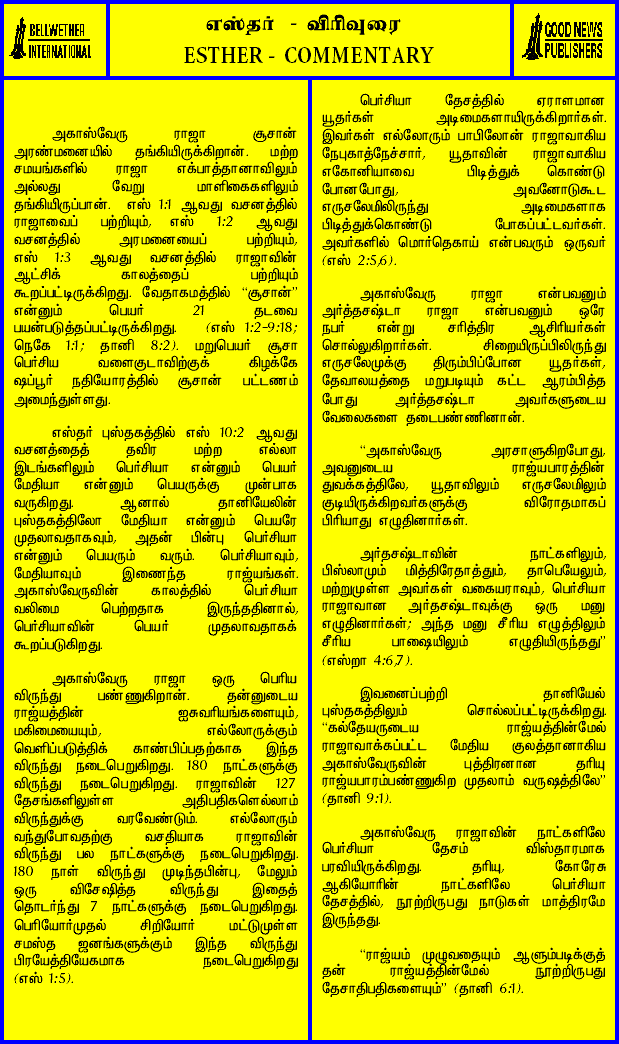 BELLWETHER
INTERNATIONAL
எஸ்தர் - விரிவுரை
ESTHER - COMMENTARY
GOOD NEWS
PUBLISHERS
அகாஸ்வேரு ராஜா சூசான்
அரண்மனையில் தங்கியிருக்கிறான். மற்ற
சமயங்களில் ராஜா எக்பாத்தானாவிலும்
அல்லது வேறு மாளிகைகளிலும்
தங்கியிருப்பான். எஸ் 1:1 ஆவது வசனத்தில்
ராஜாவைப் பற்றியும், எஸ் 1:2 ஆவது
வசனத்தில் அரமனையைப் பற்றியும்,
எஸ் 1:3 ஆவது வசனத்தில் ராஜாவின்
ஆட்சிக் காலத்தைப் பற்றியும்
கூறப்பட்டிருக்கிறது. வேதாகமத்தில் “சூசான்”
என்னும் பெயர் 21 தடவை
பயன்படுத்தப்பட்டிருக்கிறது. (எஸ் 1:2-9:18;
நெகே 1:1; தானி 8:2). மறுபெயர் சூசா
பெர்சிய வளைகுடாவிற்குக் கிழக்கே
ஷப்பூர் நதியோரத்தில் சூசான் பட்டணம்
அமைந்துள்ளது.
எஸ்தர் புஸ்தகத்தில் எஸ் 10:2 ஆவது
வசனத்தைத் தவிர மற்ற எல்லா
இடங்களிலும் பெர்சியா என்னும் பெயர்
மேதியா என்னும் பெயருக்கு முன்பாக
வருகிறது. ஆனால் தானியேலின்
புஸ்தகத்திலோ மேதியா என்னும் பெயரே
முதலாவதாகவும், அதன் பின்பு பெர்சியா
என்னும் பெயரும் வரும். பெர்சியாவும்,
மேதியாவும் இணைந்த ராஜ்யங்கள்.
அகாஸ்வேருவின் காலத்தில் பெர்சியா
வலிமை பெற்றதாக இருந்ததினால்,
பெர்சியாவின் பெயர் முதலாவதாகக்
கூறப்படுகிறது.
அகாஸ்வேரு ராஜா ஒரு பெரிய
விருந்து பண்ணுகிறான். தன்னுடைய
ராஜ்யத்தின் ஐசுவரியங்களையும்,
மகிமையையும், எல்லோருக்கும்
வெளிப்படுத்திக் காண்பிப்பதற்காக இந்த
விருந்து நடைபெறுகிறது. 180 நாட்களுக்கு
விருந்து நடைபெறுகிறது. ராஜாவின் 127
தேசங்களிலுள்ள அதிபதிகளெல்லாம்
விருந்துக்கு வரவேண்டும். எல்லோரும்
வந்துபோவதற்கு வசதியாக ராஜாவின்
விருந்து பல நாட்களுக்கு நடைபெறுகிறது.
180 நாள் விருந்து முடிந்தபின்பு, மேலும்
ஒரு விசேஷித்த விருந்து இதைத்
தொடர்ந்து 7 நாட்களுக்கு நடைபெறுகிறது.
பெரியோர்முதல் சிறியோர் மட்டுமுள்ள
சமஸ்த ஜனங்களுக்கும் இந்த விருந்து
பிரயேத்தியேகமாக நடைபெறுகிறது
(எஸ் 1:5).
பெர்சியா தேசத்தில் ஏராளமான
யூதர்கள் அடிமைகளாயிருக்கிறார்கள்.
இவர்கள் எல்லோரும் பாபிலோன் ராஜாவாகிய
நேபுகாத்நேச்சார், யூதாவின் ராஜாவாகிய
எகோனியாவை பிடித்துக் கொண்டு
போனபோது, அவனோடுகூட
எருசலேமிலிருந்து அடிமைகளாக
பிடித்துக்கொண்டு போகப்பட்டவர்கள்.
அவர்களில் மொர்தெகாய் என்பவரும் ஒருவர்
(எஸ் 2:5,6).
அகாஸ்வேரு ராஜா என்பவனும்
அர்த்தசஷ்டா ராஜா என்பவனும் ஒரே
நபர் என்று சரித்திர ஆசிரியர்கள்
சொல்லுகிறார்கள். சிறையிருப்பிலிருந்து
எருசலேமுக்கு திரும்பிப்போன யூதர்கள்,
தேவாலயத்தை மறுபடியும் கட்ட ஆரம்பித்த
போது அர்த்தசஷ்டா அவர்களுடைய
வேலைகளை தடைபண்ணினான்.
“அகாஸ்வேரு அரசாளுகிறபோது,
அவனுடைய ராஜ்யபாரத்தின்
துவக்கத்திலே, யூதாவிலும் எருசலேமிலும்
குடியிருக்கிறவர்களுக்கு விரோதமாகப்
பிரியாது எழுதினார்கள்.
அர்தசஷ்டாவின் நாட்களிலும்,
பிஸ்லாமும் மித்திரேதாத்தும், தாபெயேலும்,
மற்றுமுள்ள அவர்கள் வகையராவும், பெர்சியா
ராஜாவான அர்தசஷ்டாவுக்கு ஒரு மனு
எழுதினார்கள்; அந்த மனு சீரிய எழுத்திலும்
சீரிய பாஷையிலும் எழுதியிருந்தது”
(எஸ்றா 4:6,7).
இவனைப்பற்றி தானியேல்
புஸ்தகத்திலும் சொல்லப்பட்டிருக்கிறது.
“கல்தேயருடைய ராஜ்யத்தின்மேல்
ராஜாவாக்கப்பட்ட மேதிய குலத்தானாகிய
அகாஸ்வேருவின் புத்திரனான தரியு
ராஜ்யபாரம்பண்ணுகிற முதலாம் வருஷத்திலே”
(தானி 9:1).
அகாஸ்வேரு ராஜாவின் நாட்களிலே
பெர்சியா தேசம் விஸ்தாரமாக
பரவியிருக்கிறது. தரியு, கோரேசு
ஆகியோரின் நாட்களிலே பெர்சியா
தேசத்தில், நூற்றிருபது நாடுகள் மாத்திரமே
இருந்தது.
“ராஜ்யம் முழுவதையும் ஆளும்படிக்குத்
தன் ராஜ்யத்தின்மேல் நூற்றிருபது
தேசாதிபதிகளையும்” (தானி 6:1).